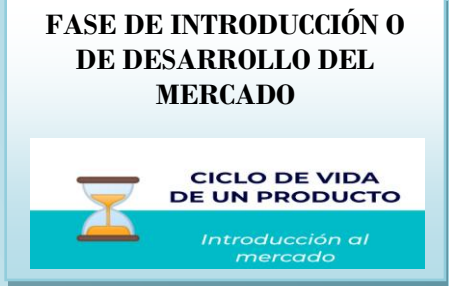 FASE DE INTRODUCCIÓN O
DE DESARROLLO DEL
MERCADO
CICLO DE VIDA
DE UN PRODUCTO
Introducción al
mercado